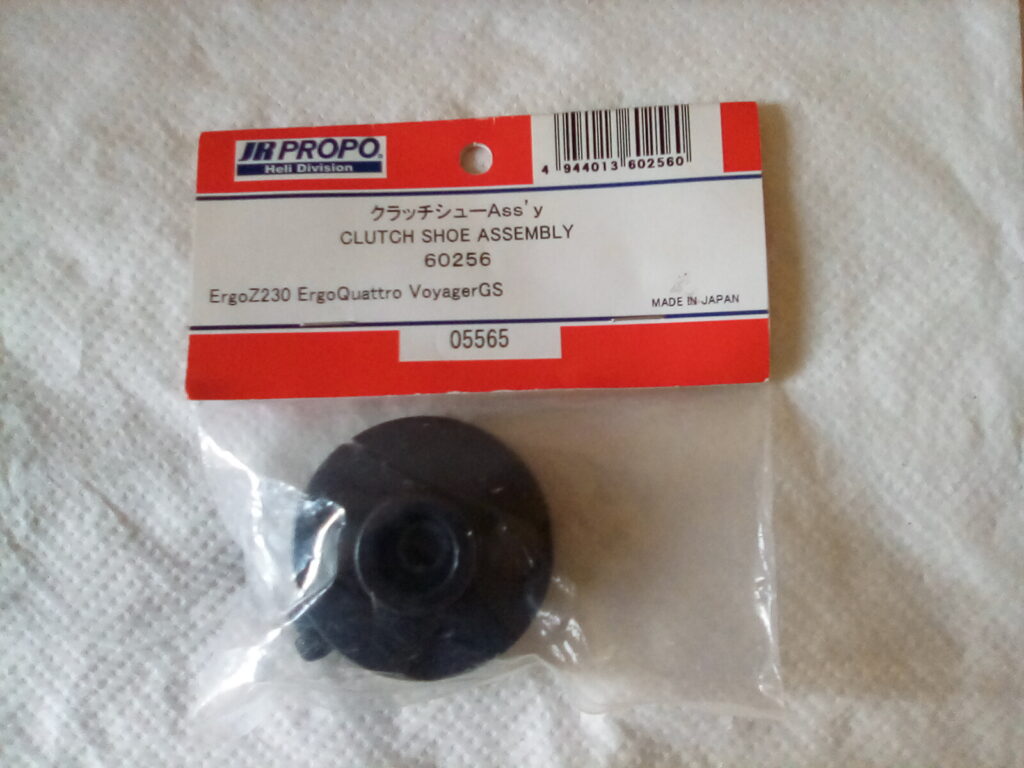 JR PROPO
Heli Division
4 944013 602560
クラッチシューAss'y
CLUTCH SHOE ASSEMBLY
60256
ErgoZ230 ErgoQuattro VoyagerGS
MADE IN JAPAN
05565